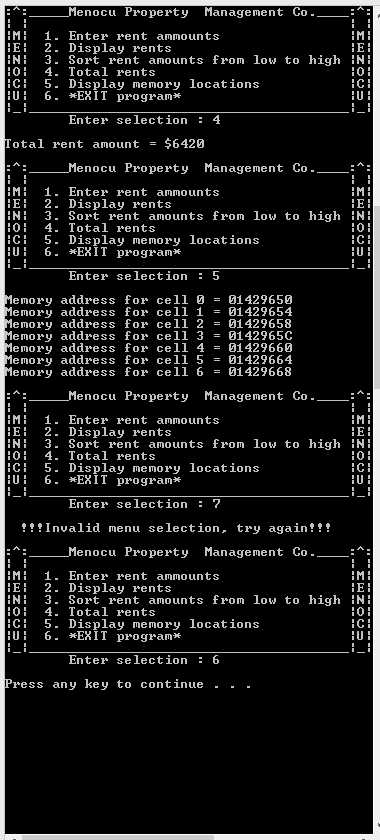 :^:_____Menocu Property  Management Co.____:^:
|M|  1. Enter rent ammounts                |M|
|E|  2. Display rents                      |E|
|N|  3. Sort rent amounts from low to high |N|
|O|  4. Total rents                        |O|
|C|  5. Display memory locations           |C|
|U|  6. *EXIT program*                     |U|
Enter selection : 4
Total rent amount = $6420
:^:_____Menocu Property  Management Co.____:^:
|M|  1. Enter rent ammounts                |M|
|E|  2. Display rents                      |E|
|N|  3. Sort rent amounts from low to high |N|
|O|  4. Total rents                        |O|
|C|  5. Display memory locations           |C|
|U|  6. *EXIT program*                     |U|
Enter selection : 5
Memory address for cell 0 = 01429650
Memory address for cell 1 = 01429654
Memory address for cell 2 = 01429658
Memory address for cell 3 = 0142965C
Memory address for cell 4 = 01429660
Memory address for cell 5 = 01429664
Memory address for cell 6 = 01429668
:^:_____Menocu Property  Management Co.____:^:
|M|  1. Enter rent ammounts                |M|
|E|  2. Display rents                      |E|
|N|  3. Sort rent amounts from low to high |N|
|O|  4. Total rents                        |O|
|C|  5. Display memory locations           |C|
|U|  6. *EXIT program*                     |U|
Enter selection : 7
!!!Invalid menu selection, try again!!!
:^:_____Menocu Property  Management Co.____:^:
|M|  1. Enter rent ammounts                |M|
|E|  2. Display rents                      |E|
|N|  3. Sort rent amounts from low to high |N|
|O|  4. Total rents                        |O|
|C|  5. Display memory locations           |C|
|U|  6. *EXIT program*                     |U|
Enter selection : 6
Press any key to continue . . .